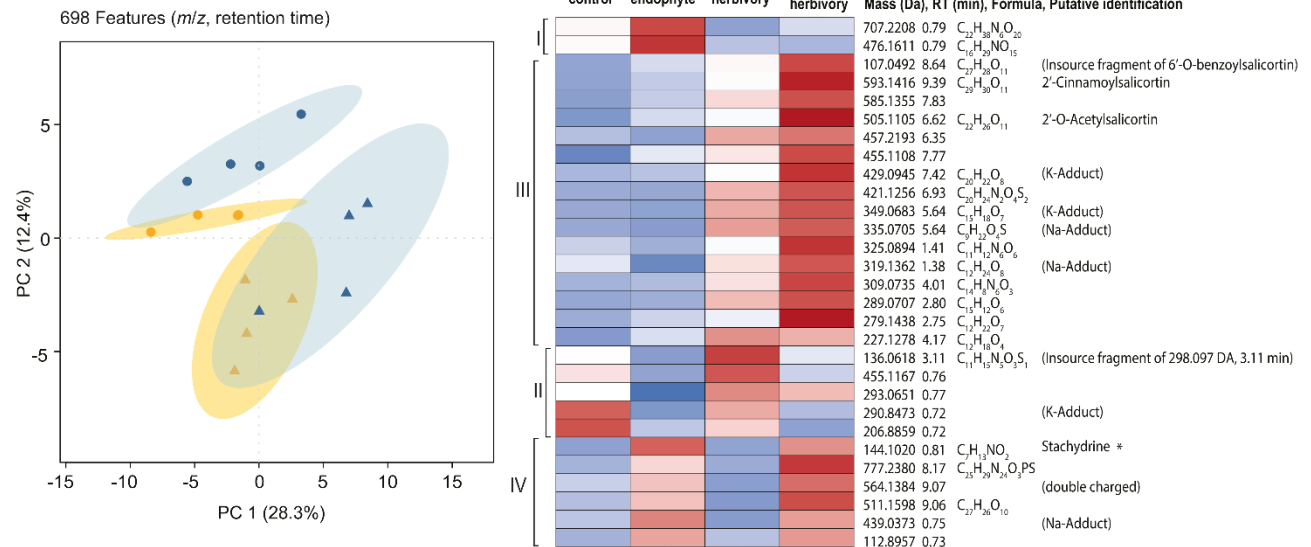 698 Features (m/z, retention time)
5
0
-5
-15 -10 -5 0 5 10 15
PC 2 (12.4%)
PC 1 (28.3%)
control endophyte herbivory herbivory
Mass (Da), RT (min), Formula, Putative identification
I
III
II
IV
707.2208 0.79 C22H38N6O20
476.1611 0.79 C16H29NO15
107.0492 8.64 C27H28O11 (Insource fragment of 6′-O-benzoylsalicortin)
593.1416 9.39 C29H30O11 2′-Cinnamoylsalicortin
585.1355 7.83
505.1105 6.62 C22H26O11 2′-O-Acetylsalicortin
457.2193 6.35
455.1108 7.77
429.0945 7.42 C20H22O8 (K-Adduct)
421.1256 6.93 C20H24N2O4S2
349.0683 5.64 C15H18O7 (K-Adduct)
335.0705 5.64 C9H22O4S (Na-Adduct)
325.0894 1.41 C11H12N6O6
319.1362 1.38 C12H24O8 (Na-Adduct)
309.0735 4.01 C14H8N6O3
289.0707 2.80 C15H12O6
279.1438 2.75 C12H22O7
227.1278 4.17 C12H18O4
136.0618 3.11 C11H15N5O3S1 (Insource fragment of 298.097 DA, 3.11 min)
455.1167 0.76
293.0651 0.77
290.8473 0.72 (K-Adduct)
206.8859 0.72
144.1020 0.81 C7H13NO2 Stachydrine *
777.2380 8.17 C25H29N24O3PS
564.1384 9.07 (double charged)
511.1598 9.06 C27H26O10
439.0373 0.75 (Na-Adduct)
112.8957 0.73